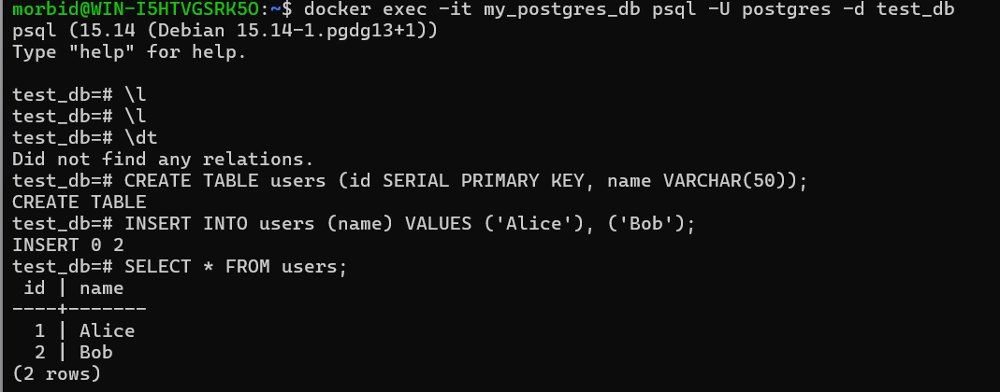 morbid@WIN-I5HTVGSRK5O:~$ docker exec -it my_postgres_db psql -U postgres -d test_db
psql (15.14 (Debian 15.14-1.pgdg13+1))
Type "help" for help.

test_db=# \l
test_db=# \l
test_db=# \dt
Did not find any relations.
test_db=# CREATE TABLE users (id SERIAL PRIMARY KEY, name VARCHAR(50));
CREATE TABLE
test_db=# INSERT INTO users (name) VALUES ('Alice'), ('Bob');
INSERT 0 2
test_db=# SELECT * FROM users;
 id | name
----+-------
  1 | Alice
  2 | Bob
(2 rows)